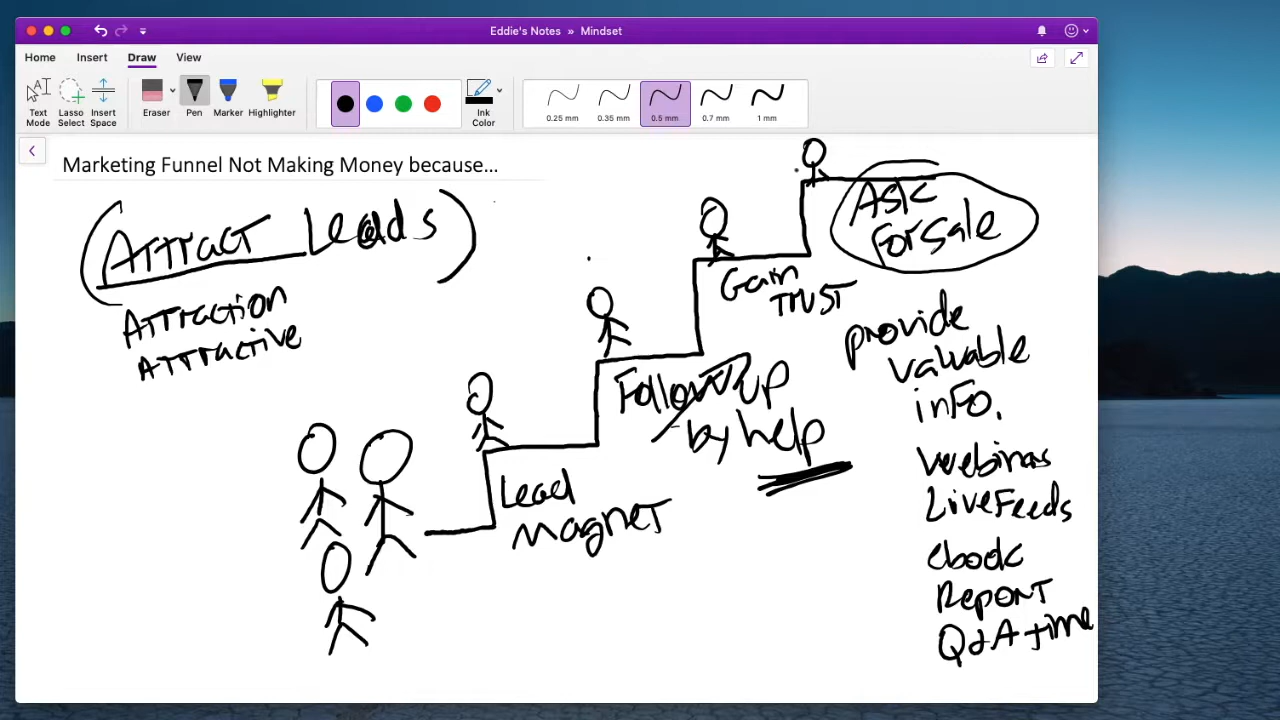 Eddie's Notes » Mindset
Home Insert Draw View
Text Mode
Lasso Select
Insert Space
Eraser
Pen
Marker
Highlighter
Ink Color
0.25 mm
0.35 mm
0.5 mm
0.7 mm
1 mm
Marketing Funnel Not Making Money because...
Attract Leads
Attraction
Attractive
Ask
For Sale
Gain
Trust
Follow up
by help
Lead
Magnet
provide
valuable
info.
Webinars
Live Feeds
ebook
Report
Q&A time